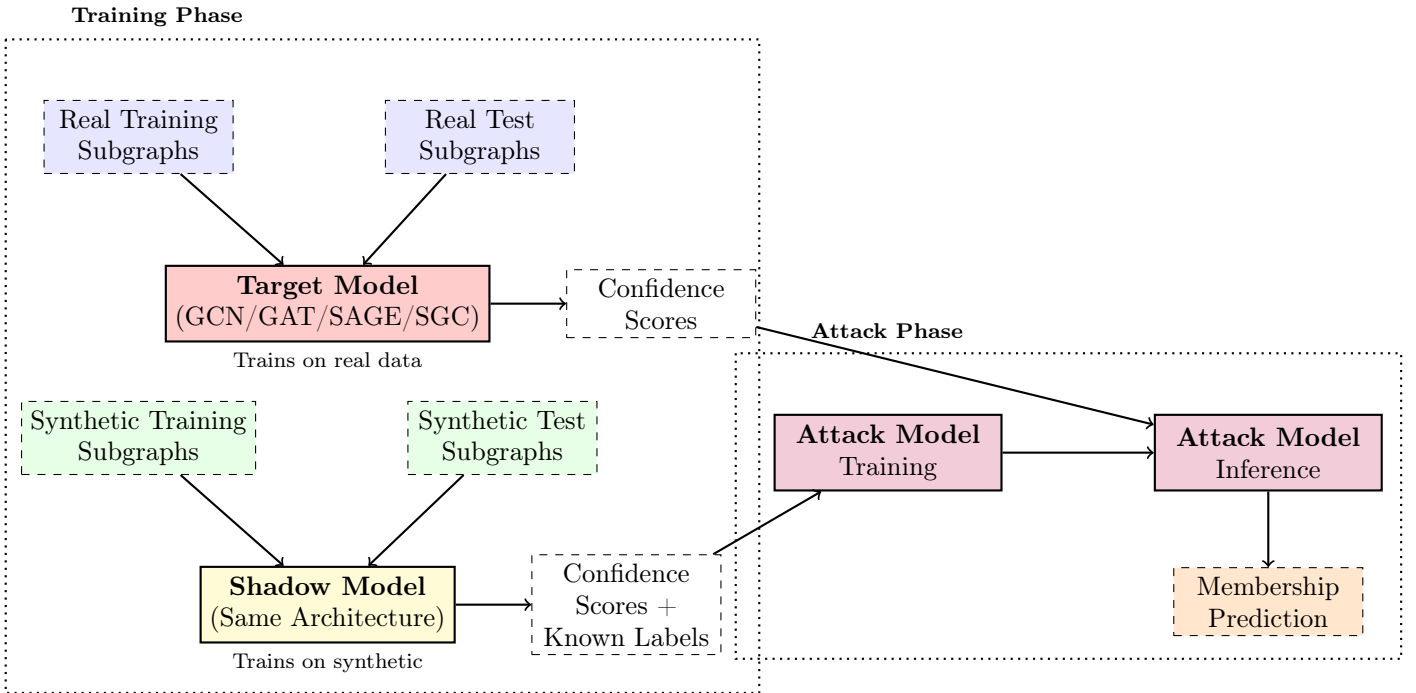 Training Phase
Real Training
Subgraphs
Real Test
Subgraphs
Target Model
(GCN/GAT/SAGE/SGC)
Trains on real data
Confidence
Scores
Synthetic Training
Subgraphs
Synthetic Test
Subgraphs
Shadow Model
(Same Architecture)
Trains on synthetic
Confidence
Scores +
Known Labels
Attack Phase
Attack Model
Training
Attack Model
Inference
Membership
Prediction